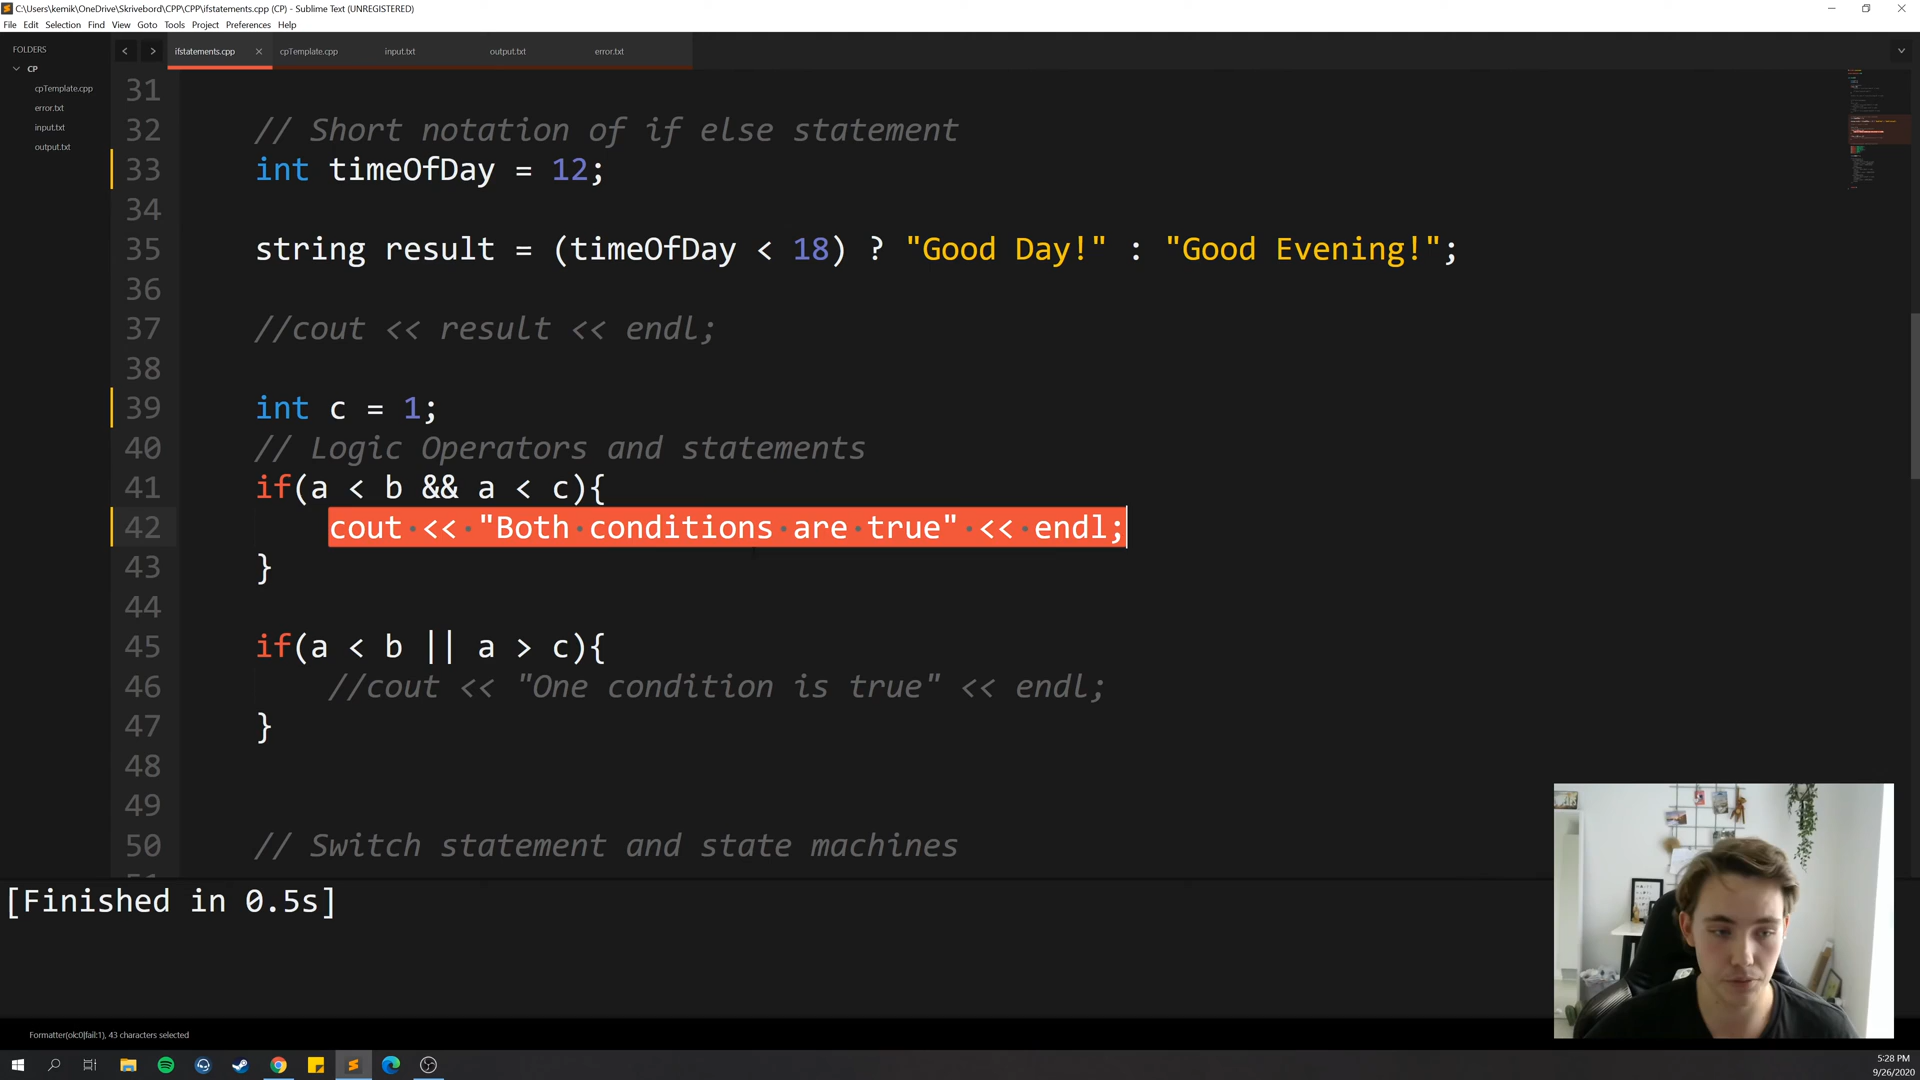 C:\Users\kemik\OneDrive\Skrivebord\CPP\CPP\ifstatements.cpp (CP) - Sublime Text (UNREGISTERED)
File Edit Selection Find View Goto Tools Project Preferences Help
FOLDERS
CP
cpTemplate.cpp
error.txt
input.txt
output.txt
ifstatements.cpp cpTemplate.cpp input.txt output.txt error.txt
31
32 // Short notation of if else statement
33 int timeOfDay = 12;
34
35 string result = (timeOfDay < 18) ? "Good Day!" : "Good Evening!";
36
37 //cout << result << endl;
38
39 int c = 1;
40 // Logic Operators and statements
41 if(a < b && a < c){
42 cout << "Both conditions are true" << endl;
43 }
44
45 if(a < b || a > c){
46 //cout << "One condition is true" << endl;
47 }
48
49
50 // Switch statement and state machines
[Finished in 0.5s]
Formatter(ok:0|fail:1), 43 characters selected
5:28 PM
9/26/2020